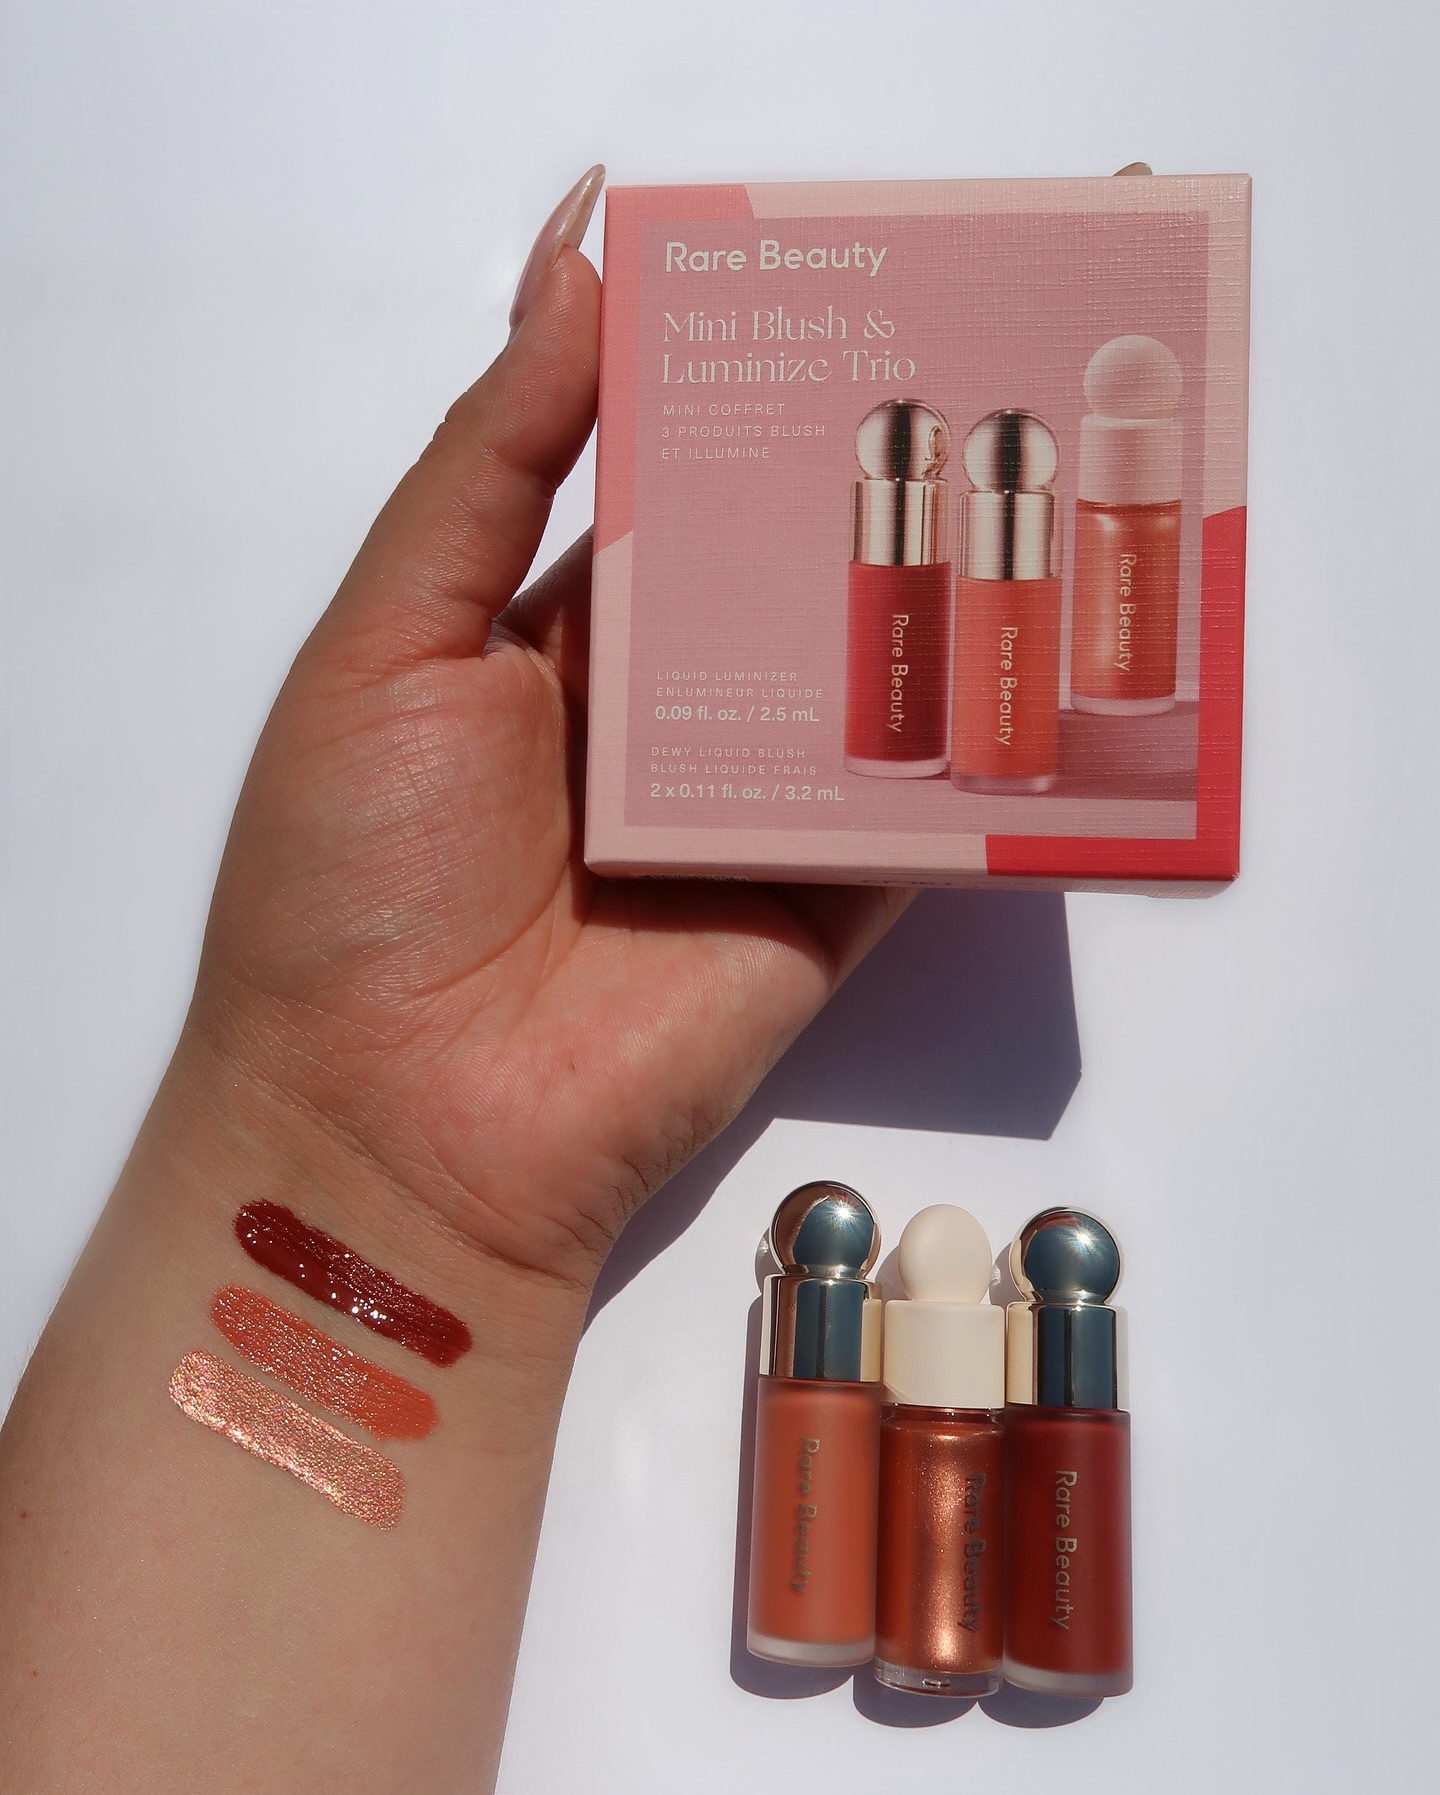 Rare Beauty
Mini Blush &
Luminize Trio
MINI COFFRET
3 PRODUITS BLUSH
ET ILLUMINE
Rare Beauty
Rare Beauty
Rare Beauty
LIQUID LUMINIZER
ENLUMINEUR LIQUIDE
0.09 fl. oz. / 2.5 mL
DEWY LIQUID BLUSH
BLUSH LIQUIDE FRAIS
2 x 0.11 fl. oz. / 3.2 mL
Rare Beauty
Rare Beauty
Rare Beauty